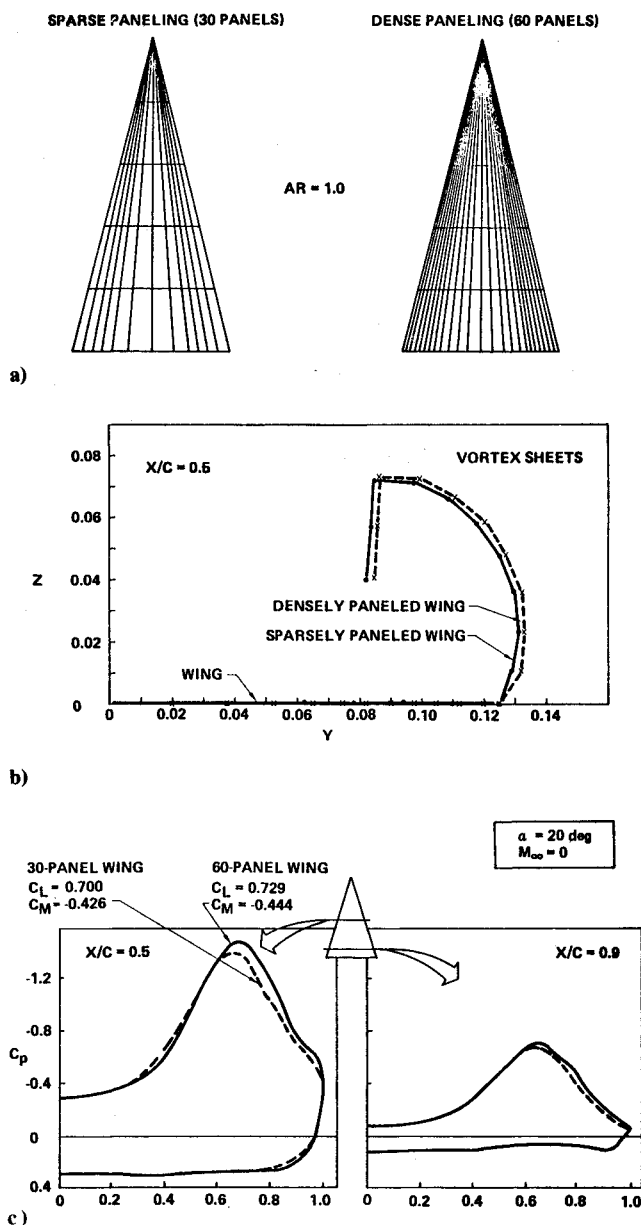 SPARSE PANELING (30 PANELS)
DENSE PANELING (60 PANELS)
AR = 1.0
a)
0.08
0.06
0.04
0.02
0
Z
X/C = 0.5
VORTEX SHEETS
DENSELY PANELED WING
SPARSELY PANELED WING
WING
0 0.02 0.04 0.06 0.08 0.10 0.12 0.14
Y
b)
α = 20 deg
M∞ = 0
30-PANEL WING
CL = 0.700
CM = -0.426
60-PANEL WING
CL = 0.729
CM = -0.444
X/C = 0.5
X/C = 0.9
-1.2
-0.8
-0.4
0
0.4
Cp
0 0.2 0.4 0.6 0.8 1.0
0 0.2 0.4 0.6 0.8 1.0
c)